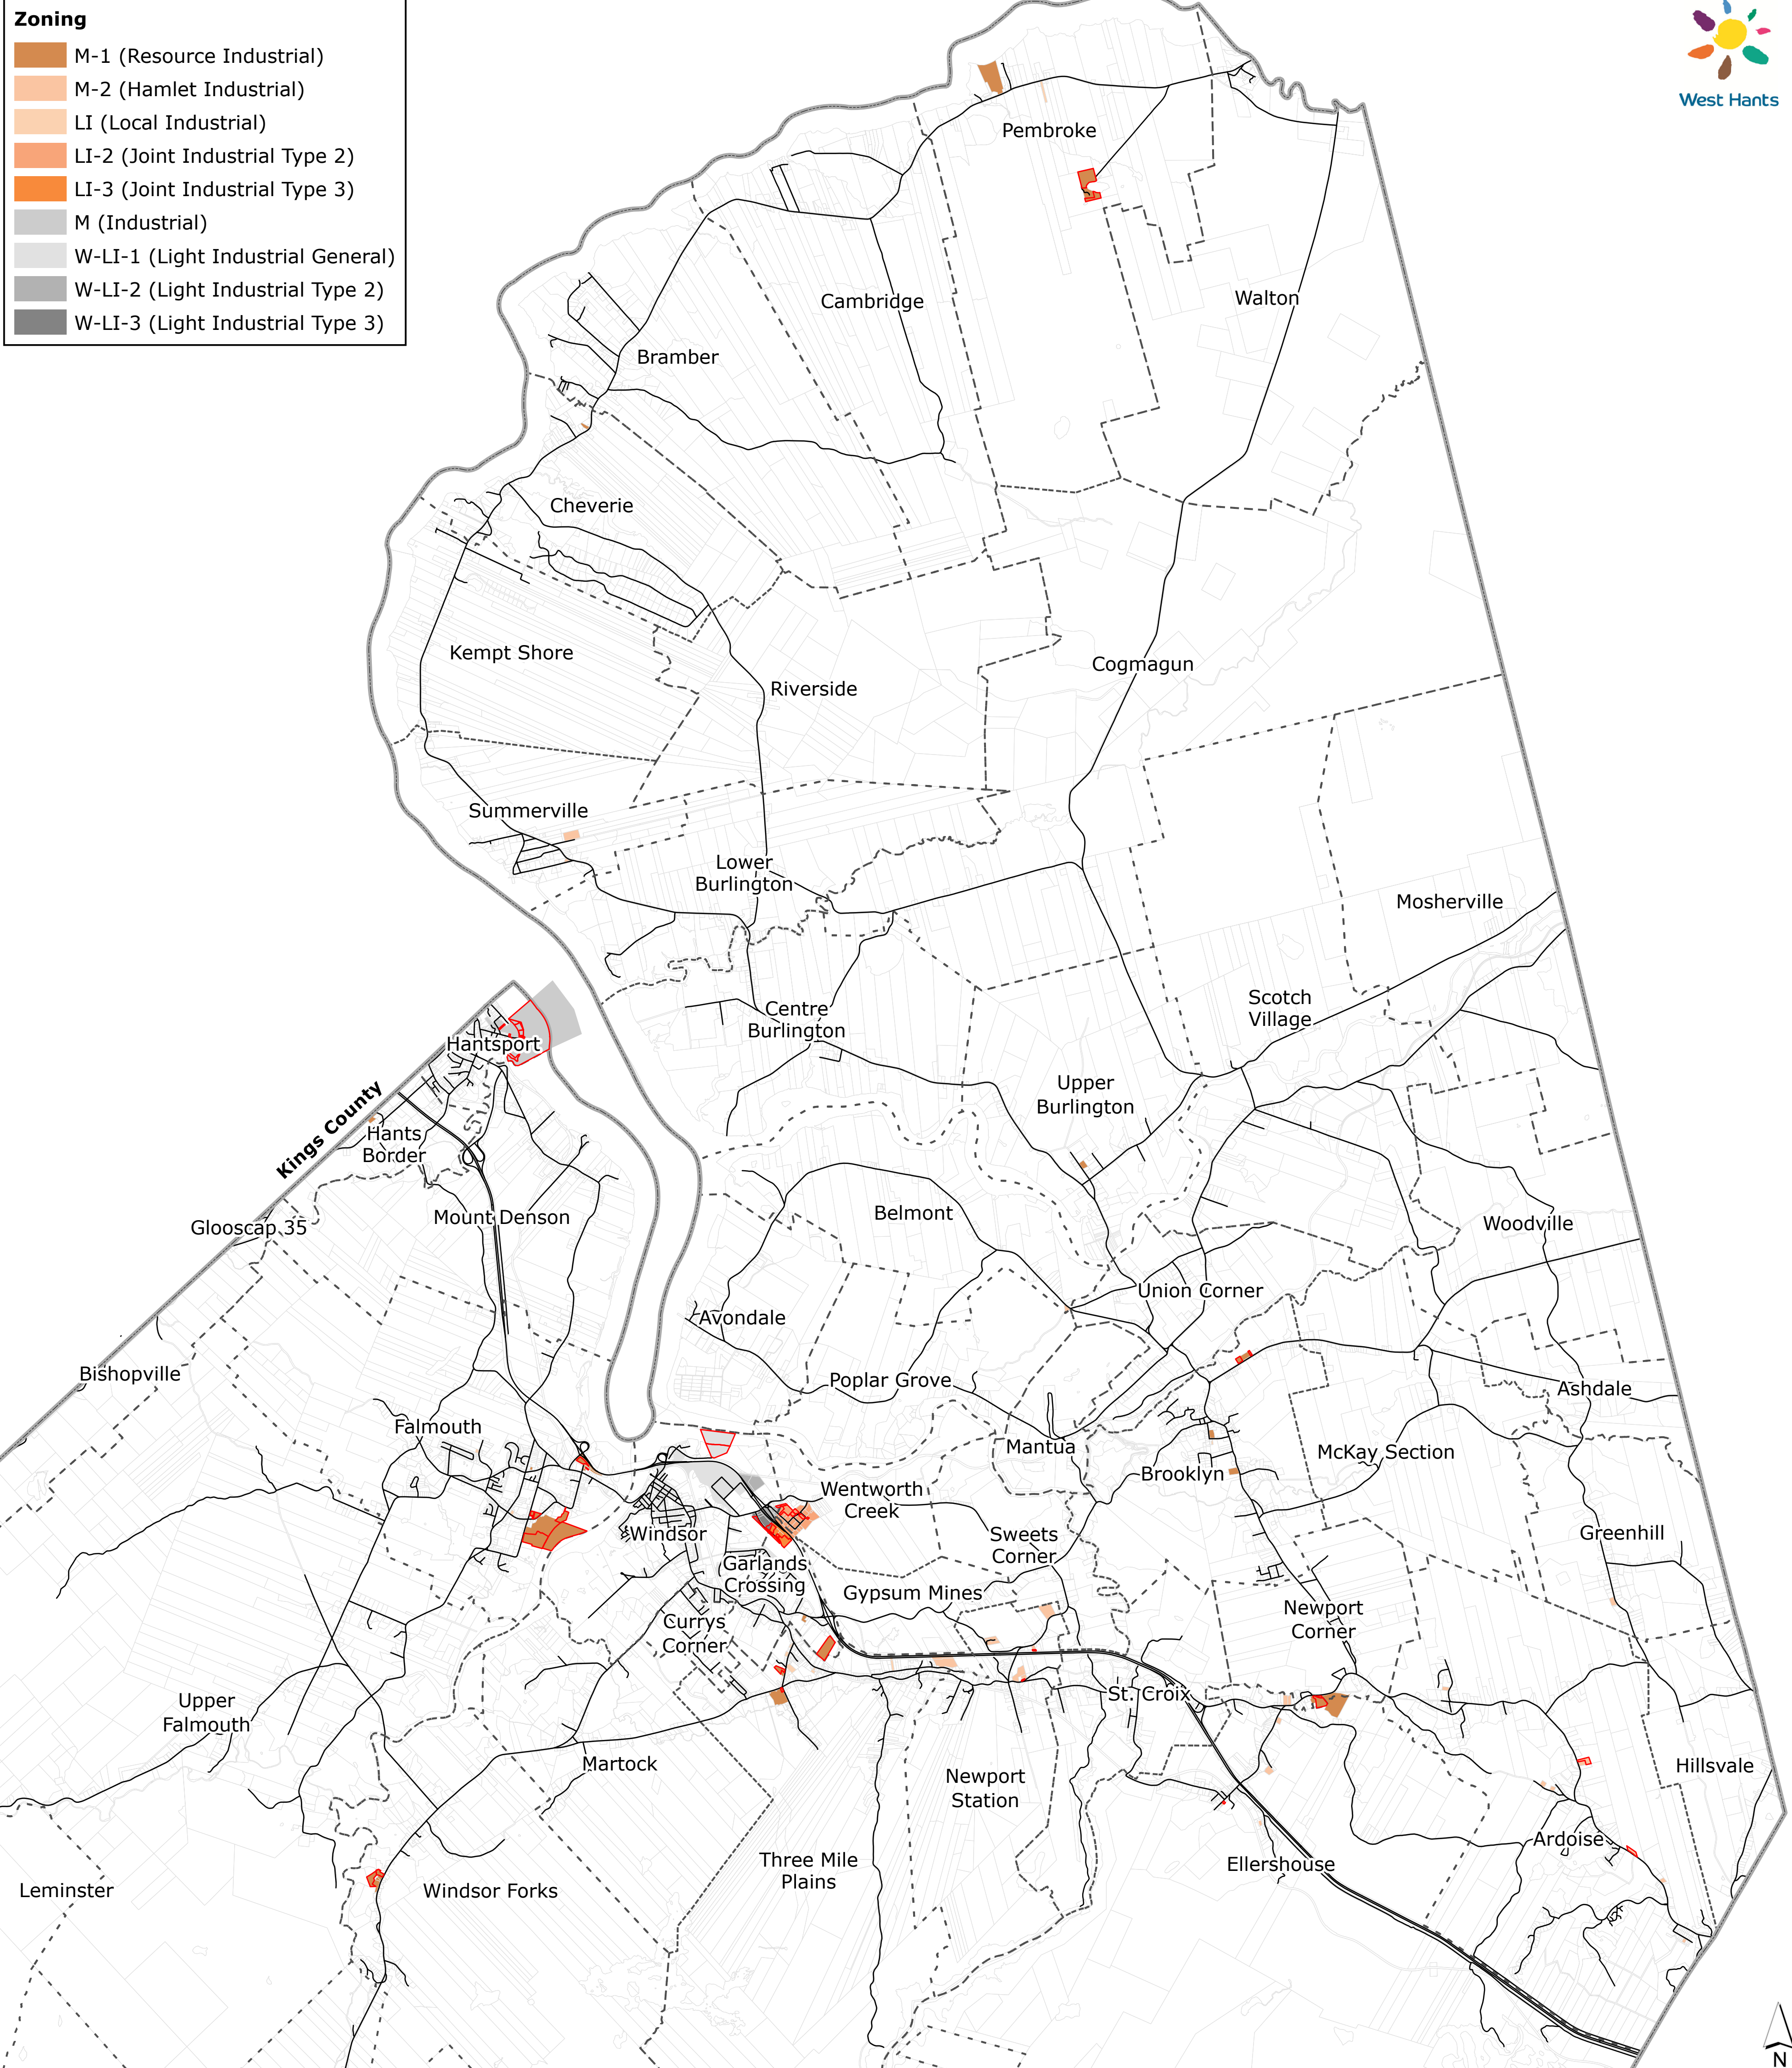 Zoning
M-1 (Resource Industrial)
M-2 (Hamlet Industrial)
LI (Local Industrial)
LI-2 (Joint Industrial Type 2)
LI-3 (Joint Industrial Type 3)
M (Industrial)
W-LI-1 (Light Industrial General)
W-LI-2 (Light Industrial Type 2)
W-LI-3 (Light Industrial Type 3)
West Hants
Pembroke
Walton
Cambridge
Bramber
Cheverie
Kempt Shore
Cogmagun
Riverside
Summerville
Lower
Burlington
Mosherville
Scotch
Village
Centre
Burlington
Hantsport
Upper
Burlington
Kings County
Hants
Border
Belmont
Mount Denson
Woodville
Glooscap 35
Union Corner
Avondale
Bishopville
Poplar Grove
Ashdale
Falmouth
Mantua
McKay Section
Brooklyn
Wentworth
Creek
Windsor
Sweets
Corner
Greenhill
Garlands
Crossing
Gypsum Mines
Newport
Corner
Currys
Corner
St. Croix
Upper
Falmouth
Martock
Hillsvale
Newport
Station
Ardoise
Three Mile
Plains
Ellershouse
Leminster
Windsor Forks
N